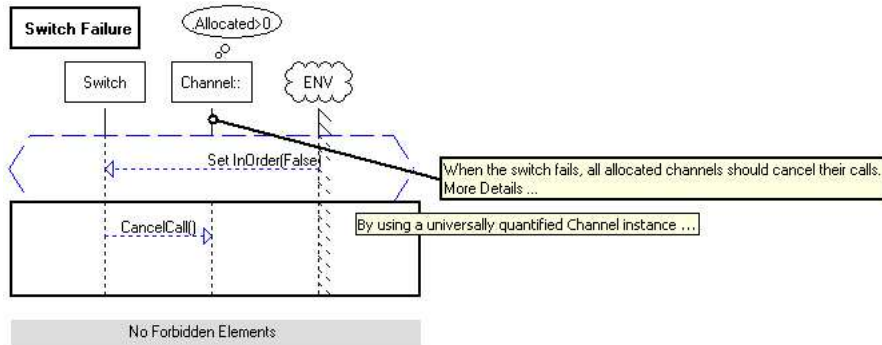 Switch Failure
.Allocated>0
Switch
Channel::
ENV
Set InOrder(False)
When the switch fails, all allocated channels should cancel their calls.
More Details ...
By using a universally quantified Channel instance ...
CancelCall()
No Forbidden Elements